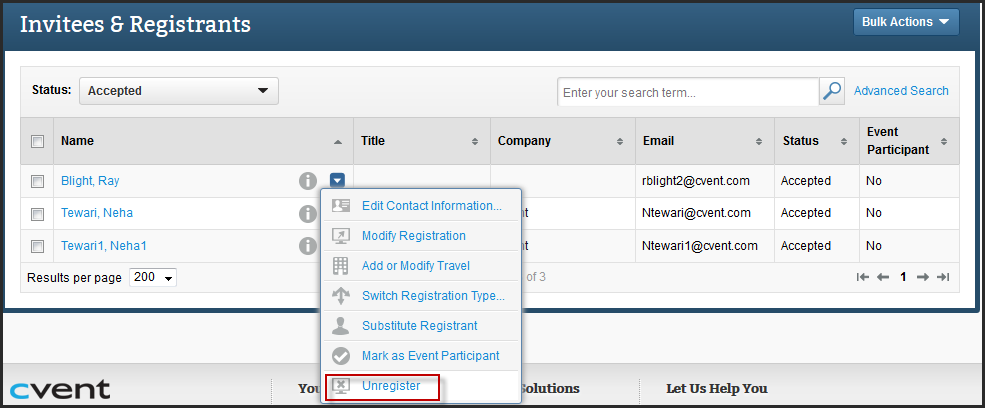 Invitees & Registrants
Bulk Actions
Status: Accepted
Enter your search term...
Advanced Search
Name Title Company Email Status Event Participant
Blight, Ray rblight2@cvent.com Accepted No
Tewari, Neha Ntewari@cvent.com Accepted No
Tewari1, Neha1 Ntewari1@cvent.com Accepted No
Results per page 200 of 3 1
Edit Contact Information...
Modify Registration
Add or Modify Travel
Switch Registration Type...
Substitute Registrant
Mark as Event Participant
Unregister
cvent
Solutions
Let Us Help You